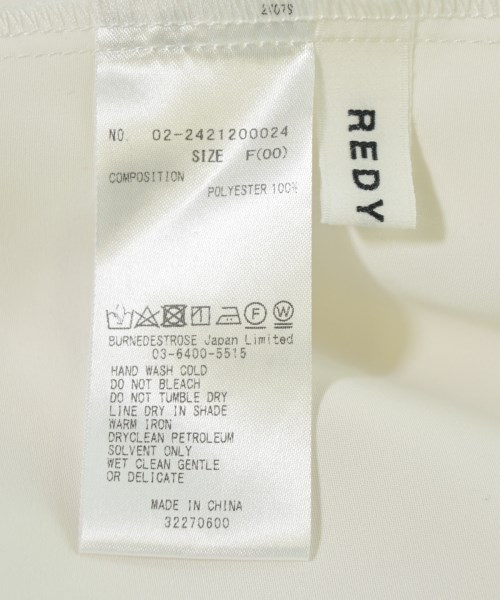 NO. 02-2421200024
SIZE F(00)
COMPOSITION
POLYESTER 100%
BURNEDESTROSE Japan Limited
03-6400-5515
HAND WASH COLD
DO NOT BLEACH
DO NOT TUMBLE DRY
LINE DRY IN SHADE
WARM IRON
DRYCLEAN PETROLEUM
SOLVENT ONLY
WET CLEAN GENTLE
OR DELICATE
MADE IN CHINA
32270600
REDY